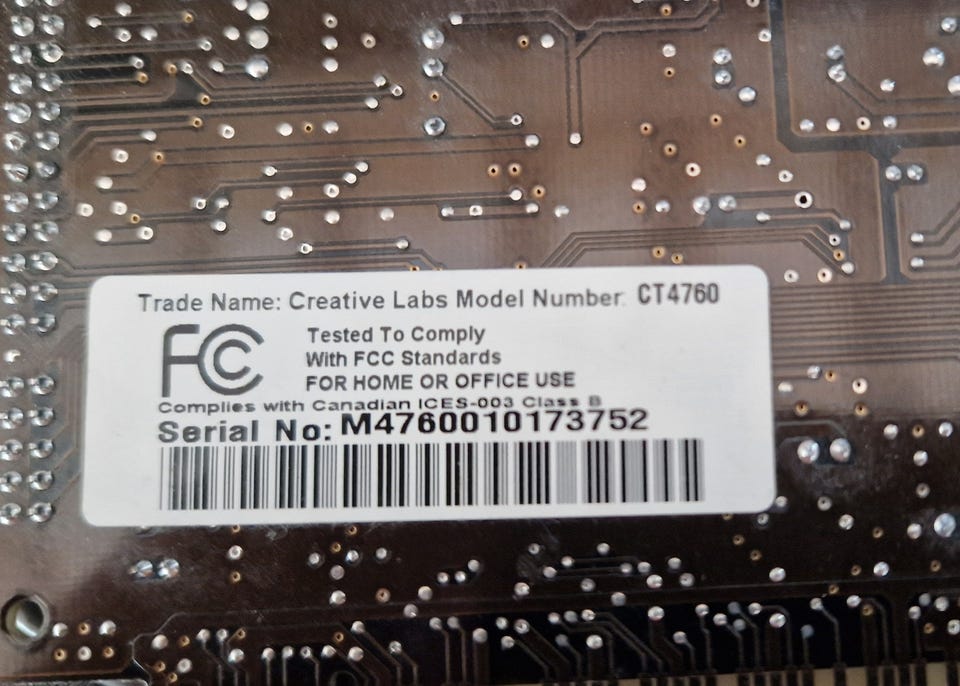 Trade Name: Creative Labs Model Number: CT4760
FC
Tested To Comply
With FCC Standards
FOR HOME OR OFFICE USE
Complies with Canadian ICES-003 Class B
Serial No: M4760010173752